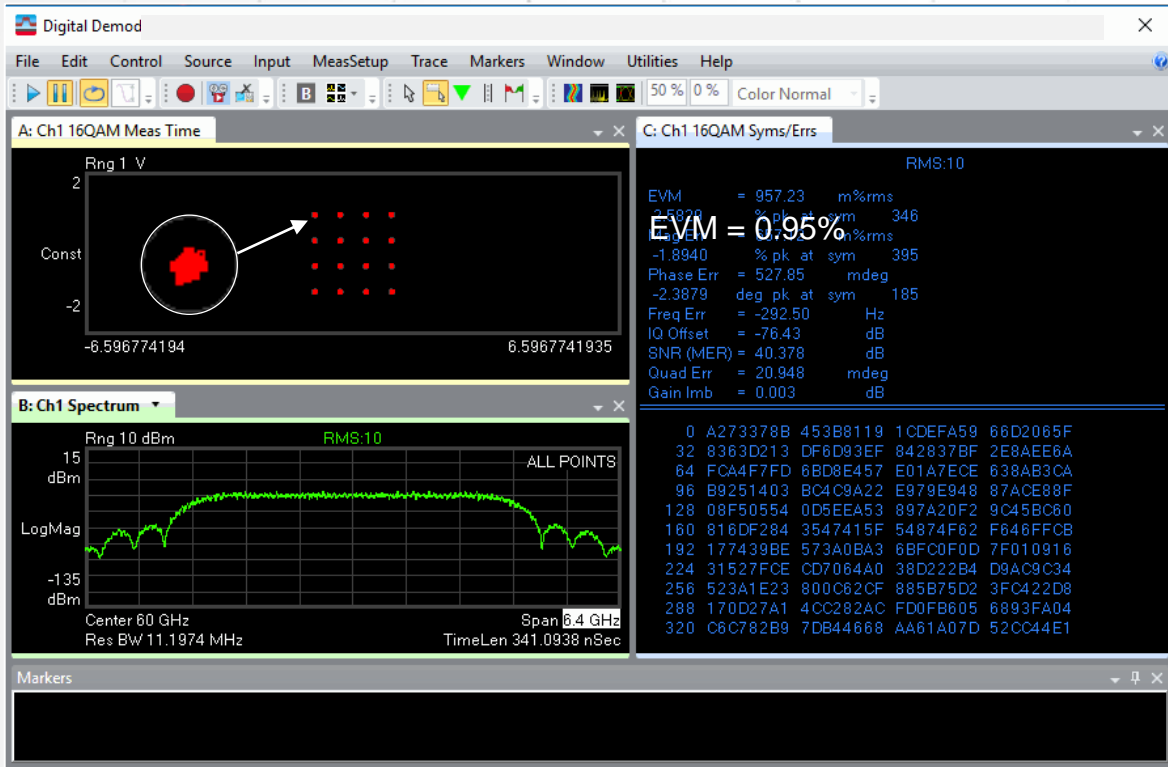 Digital Demod
File Edit Control Source Input MeasSetup Trace Markers Window Utilities Help
B 50 % 0 % Color Normal
A: Ch1 16QAM Meas Time
Rng 1 V
2
Const
-2
-6.596774194 6.5967741935
B: Ch1 Spectrum
Rng 10 dBm RMS:10
15
dBm
ALL POINTS
LogMag
-135
dBm
Center 60 GHz Span 6.4 GHz
Res BW 11.1974 MHz TimeLen 341.0938 nSec
C: Ch1 16QAM Syms/Errs
RMS:10
EVM = 957.23 m%rms
% pk at sym 346
EVM = 0.95%
m%rms
-1.8940 % pk at sym 395
Phase Err = 527.85 mdeg
-2.3879 deg pk at sym 185
Freq Err = -292.50 Hz
IQ Offset = -76.43 dB
SNR (MER) = 40.378 dB
Quad Err = 20.948 mdeg
Gain Imb = 0.003 dB
0 A273378B 453B8119 1CDEFA59 66D2065F
32 8363D213 DF6D93EF 842837BF 2E8AEE6A
64 FCA4F7FD 6BD8E457 E01A7ECE 638AB3CA
96 B9251403 BC4C9A22 E979E948 87ACE88F
128 08F50554 0D5EEA53 897A20F2 9C45BC60
160 816DF284 3547415F 54874F62 F646FFCB
192 177439BE 573A0BA3 6BFC0F0D 7F010916
224 31527FCE CD7064A0 38D222B4 D9AC9C34
256 523A1E23 800C62CF 885B75D2 3FC422D8
288 170D27A1 4CC282AC FD0FB605 6893FA04
320 C6C782B9 7DB44668 AA61A07D 52CC44E1
Markers